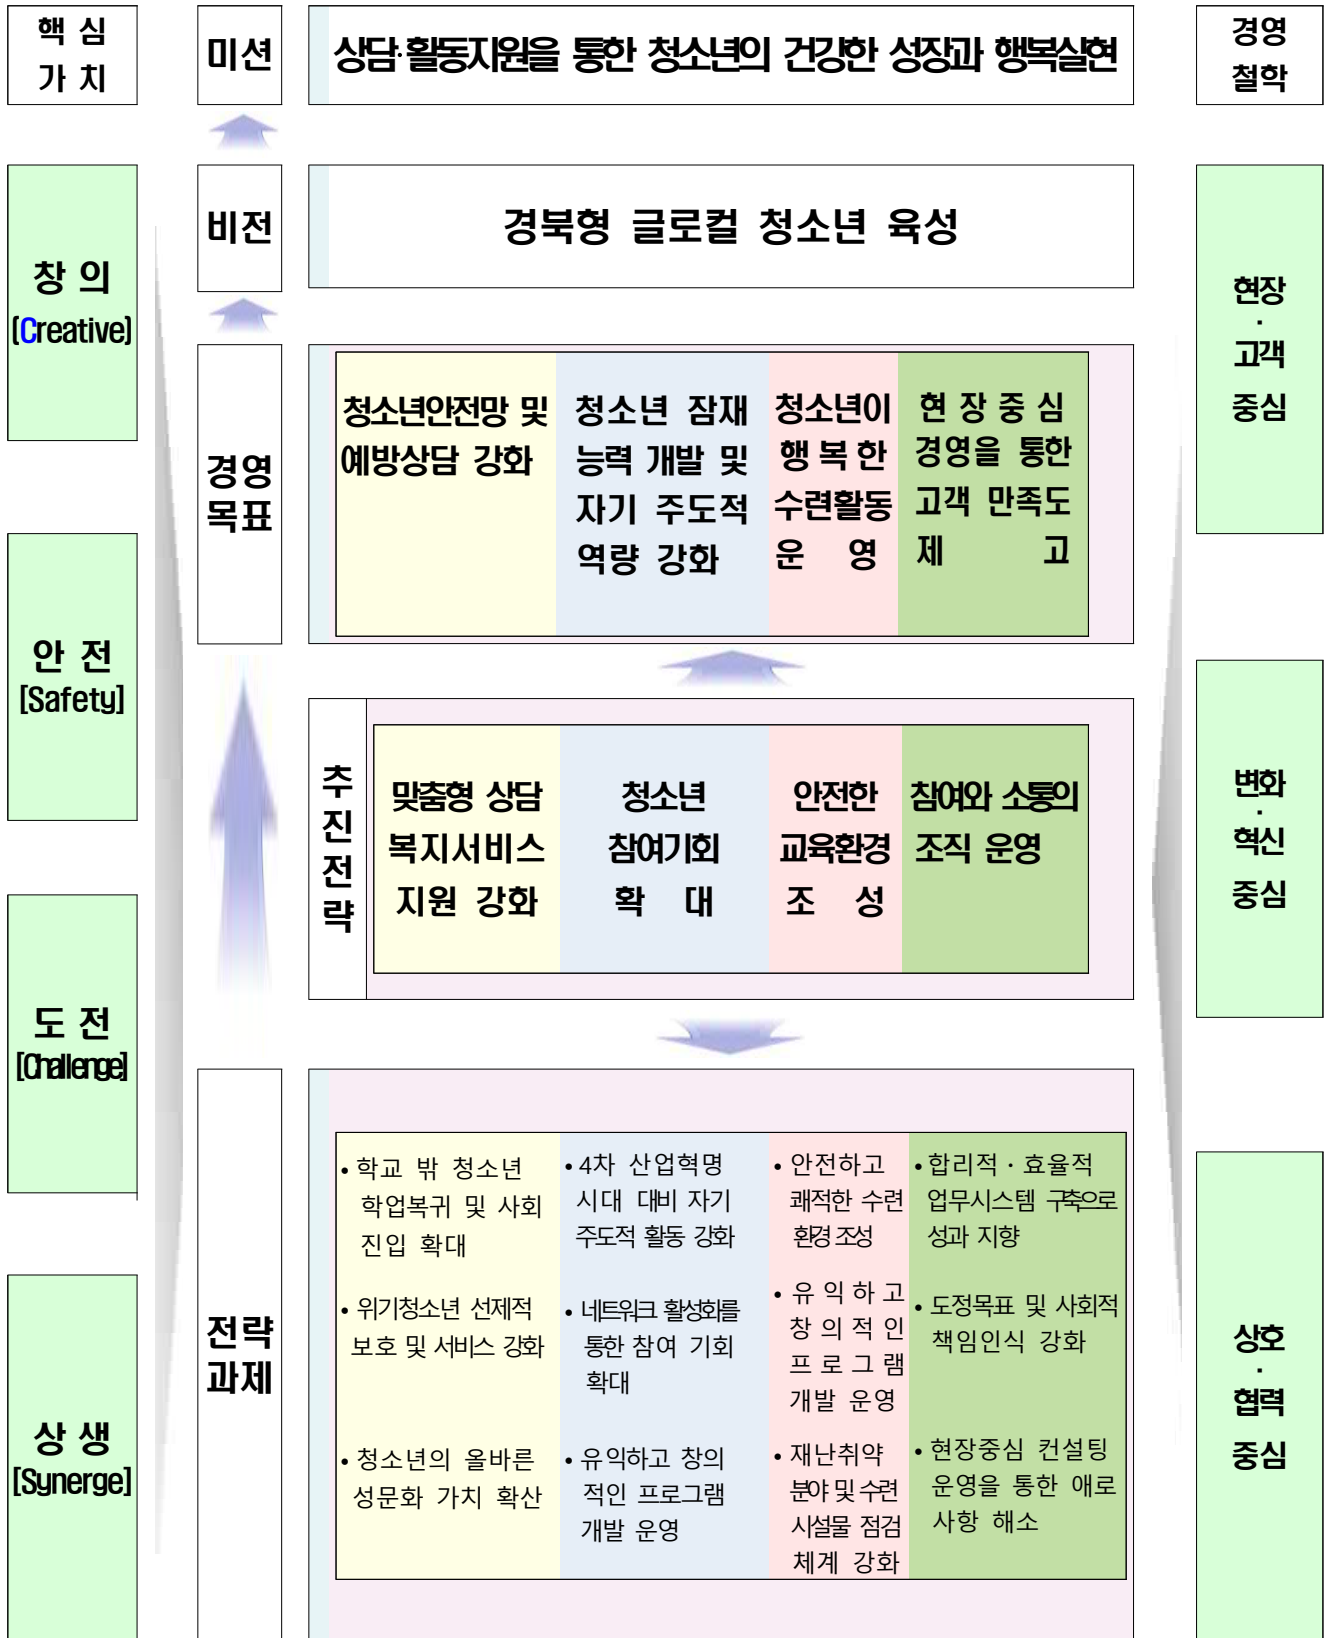 핵 심
가 치
미션
상담·활동지원을 통한 청소년의 건강한 성장과 행복실현
경영
철학
비전
경북형 글로컬 청소년 육성
창 의
[Creative]
안 전
[Safety]
도 전
[Challenge]
상 생
[Synerge]
경영
목표
청소년안전망 및
예방상담 강화
청소년 잠재
능력 개발 및
자기 주도적
역량 강화
청소년이
행 복 한
수련활동
운 영
현 장 중 심
경영을 통한
고객 만족도
제 고
추
진
전
략
맞춤형 상담
복지서비스
지원 강화
청소년
참여기회
확 대
안전한
교육환경
조 성
참여와 소통의
조직 운영
전략
과제
• 학교 밖 청소년
학업복귀 및 사회
진입 확대
• 위기청소년 선제적
보호 및 서비스 강화
• 청소년의 올바른
성문화 가치 확산
• 4차 산업혁명
시대 대비 자기
주도적 활동 강화
• 네트워크 활성화를
통한 참여 기회
확대
• 유익하고 창의
적인 프로그램
개발 운영
• 안전하고
쾌적한 수련
환경 조성
• 유 익 하 고
창 의 적 인
프 로 그 램
개발 운영
• 재난취약
분야 및 수련
시설물 점검
체계 강화
• 합리적 · 효율적
업무시스템 구축으로
성과 지향
• 도정목표 및 사회적
책임인식 강화
• 현장중심 컨설팅
운영을 통한 애로
사항 해소
현장
·
고객
중심
변화
·
혁신
중심
상호
·
협력
중심